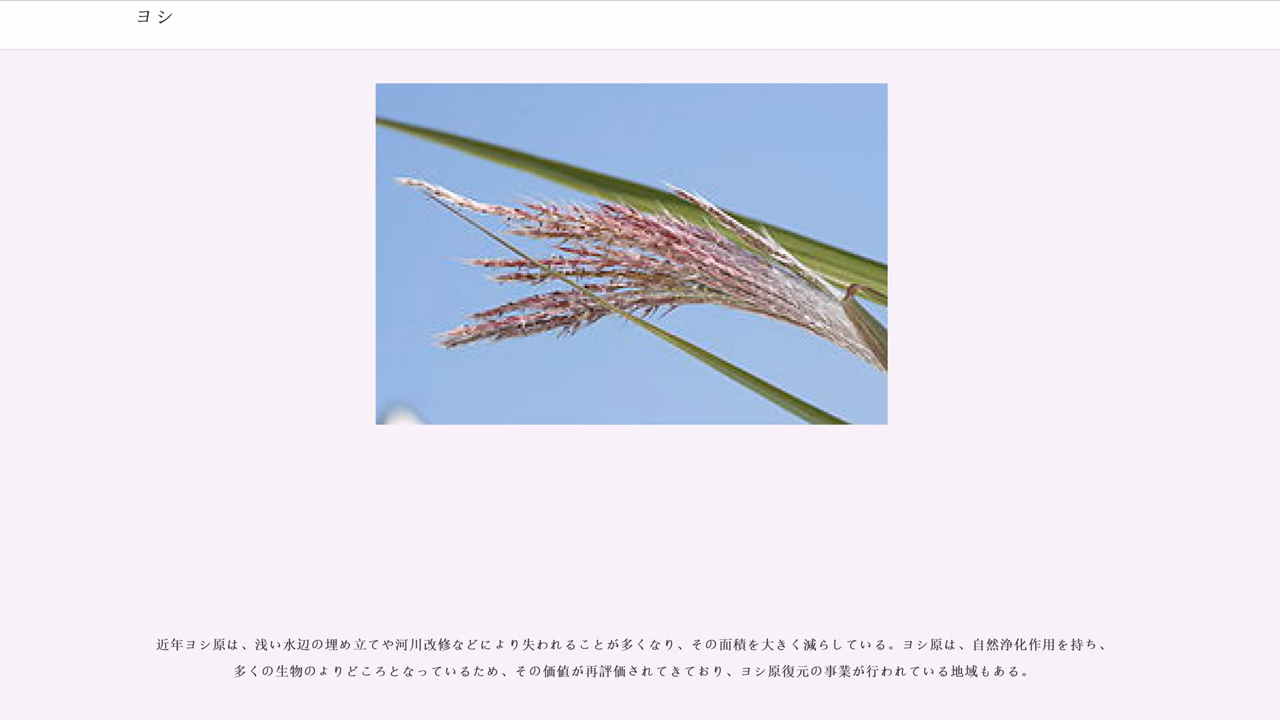 ヨシ
近年ヨシ原は、浅い水辺の埋め立てや河川改修などにより失われることが多くなり、その面積を大きく減らしている。ヨシ原は、自然浄化作用を持ち、
多くの生物のよりどころとなっているため、その価値が再評価されてきており、ヨシ原復元の事業が行われている地域もある。